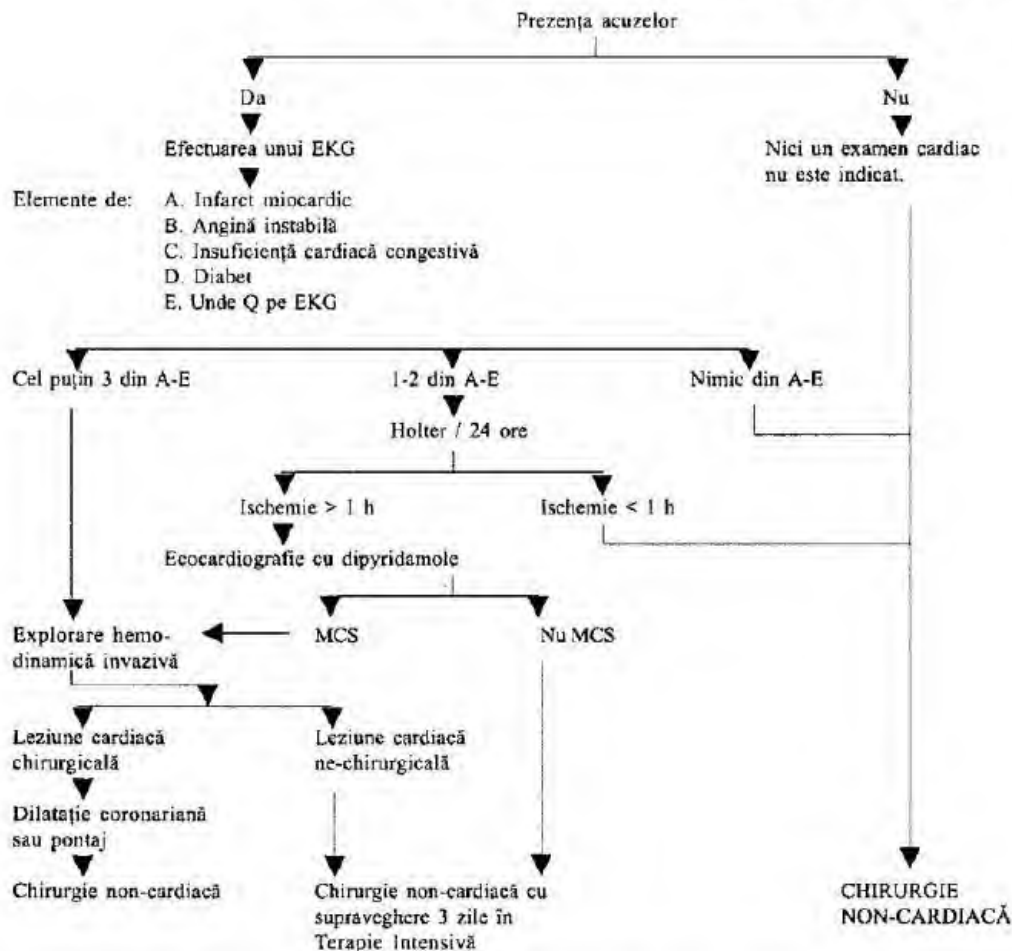 Prezența acuzelor
Da
Nu
Efectuarea unui EKG
Nici un examen cardiac
nu este indicat.
Elemente de:
A. Infarct miocardic
B. Angină instabilă
C. Insuficiență cardiacă congestivă
D. Diabet
E. Unde Q pe EKG
Cel puțin 3 din A-E
1-2 din A-E
Nimic din A-E
Holter / 24 ore
Ischemie > 1 h
Ischemie < 1 h
Ecocardiografie cu dipyridamole
Explorare hemo-
dinamică invazivă
MCS
Nu MCS
Leziune cardiacă
chirurgicală
Leziune cardiacă
ne-chirurgicală
Dilatație coronariană
sau pontaj
Chirurgie non-cardiacă
Chirurgie non-cardiacă cu
supraveghere 3 zile în
Terapie Intensivă
CHIRURGIE
NON-CARDIACĂ